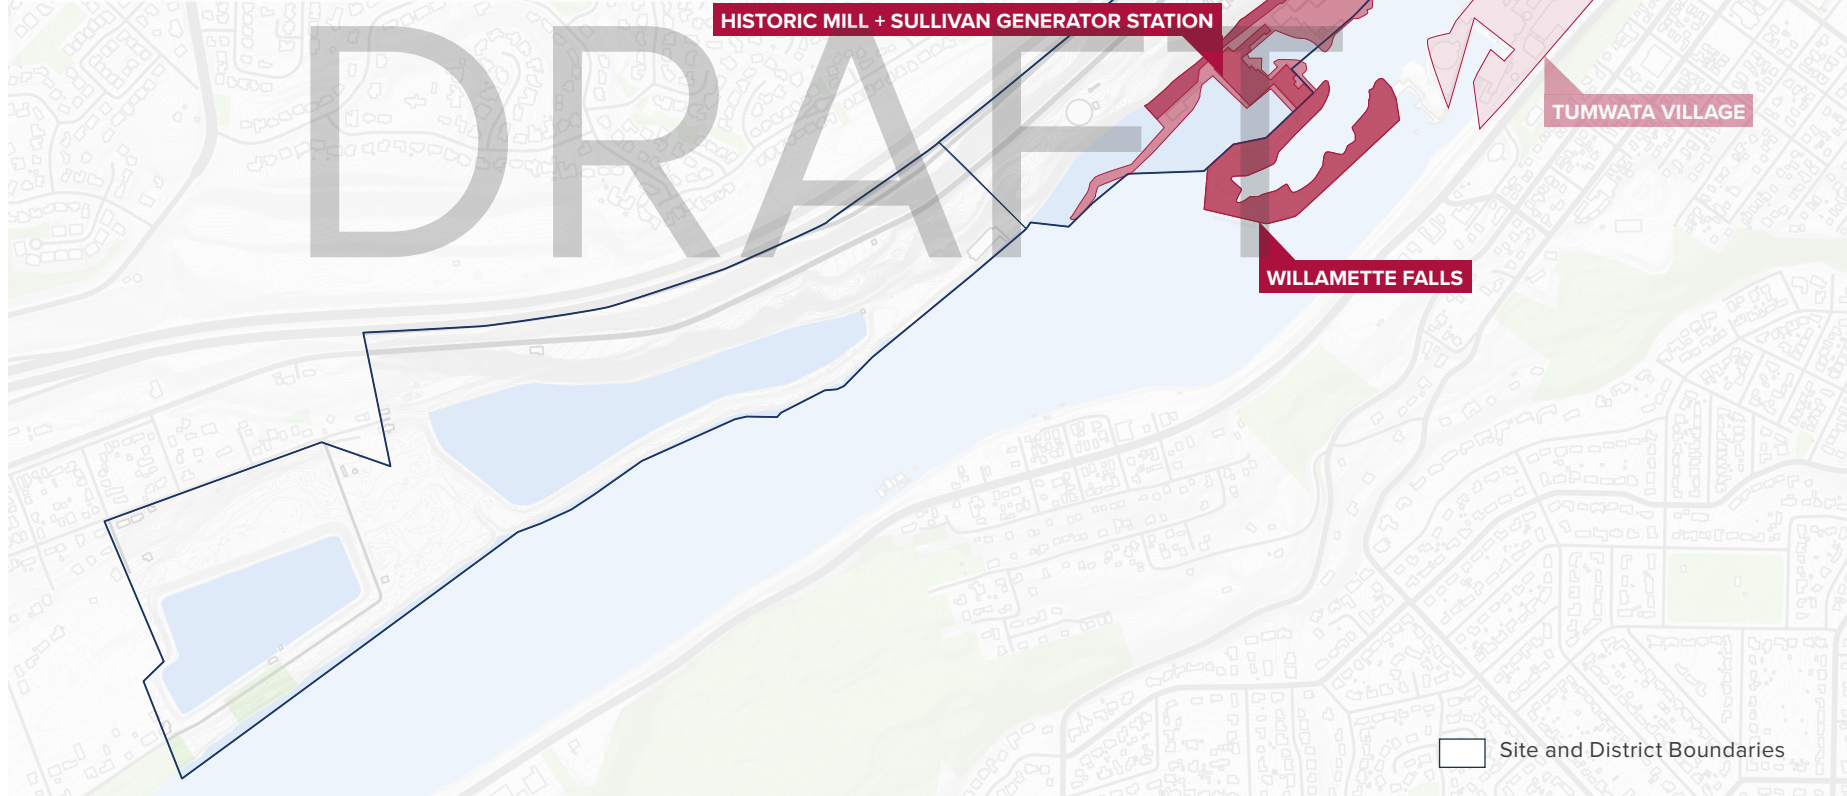 HISTORIC MILL + SULLIVAN GENERATOR STATION
DRAFT
TUMWATA VILLAGE
WILLAMETTE FALLS
Site and District Boundaries